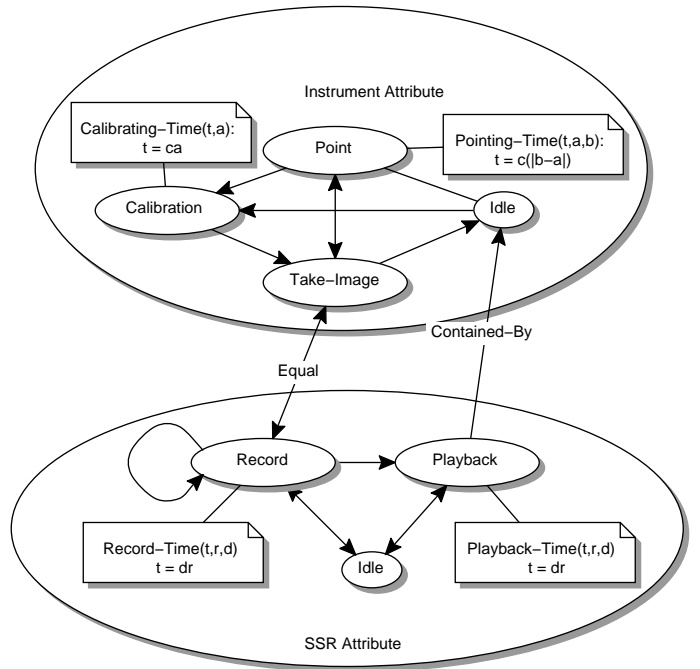 Instrument Attribute
Calibrating−Time(t,a):
t = ca
Point
Pointing−Time(t,a,b):
t = c(|b−a|)
Calibration
Idle
Take−Image
Contained−By
Equal
Record
Playback
Record−Time(t,r,d)
t = dr
Idle
Playback−Time(t,r,d)
t = dr
SSR Attribute